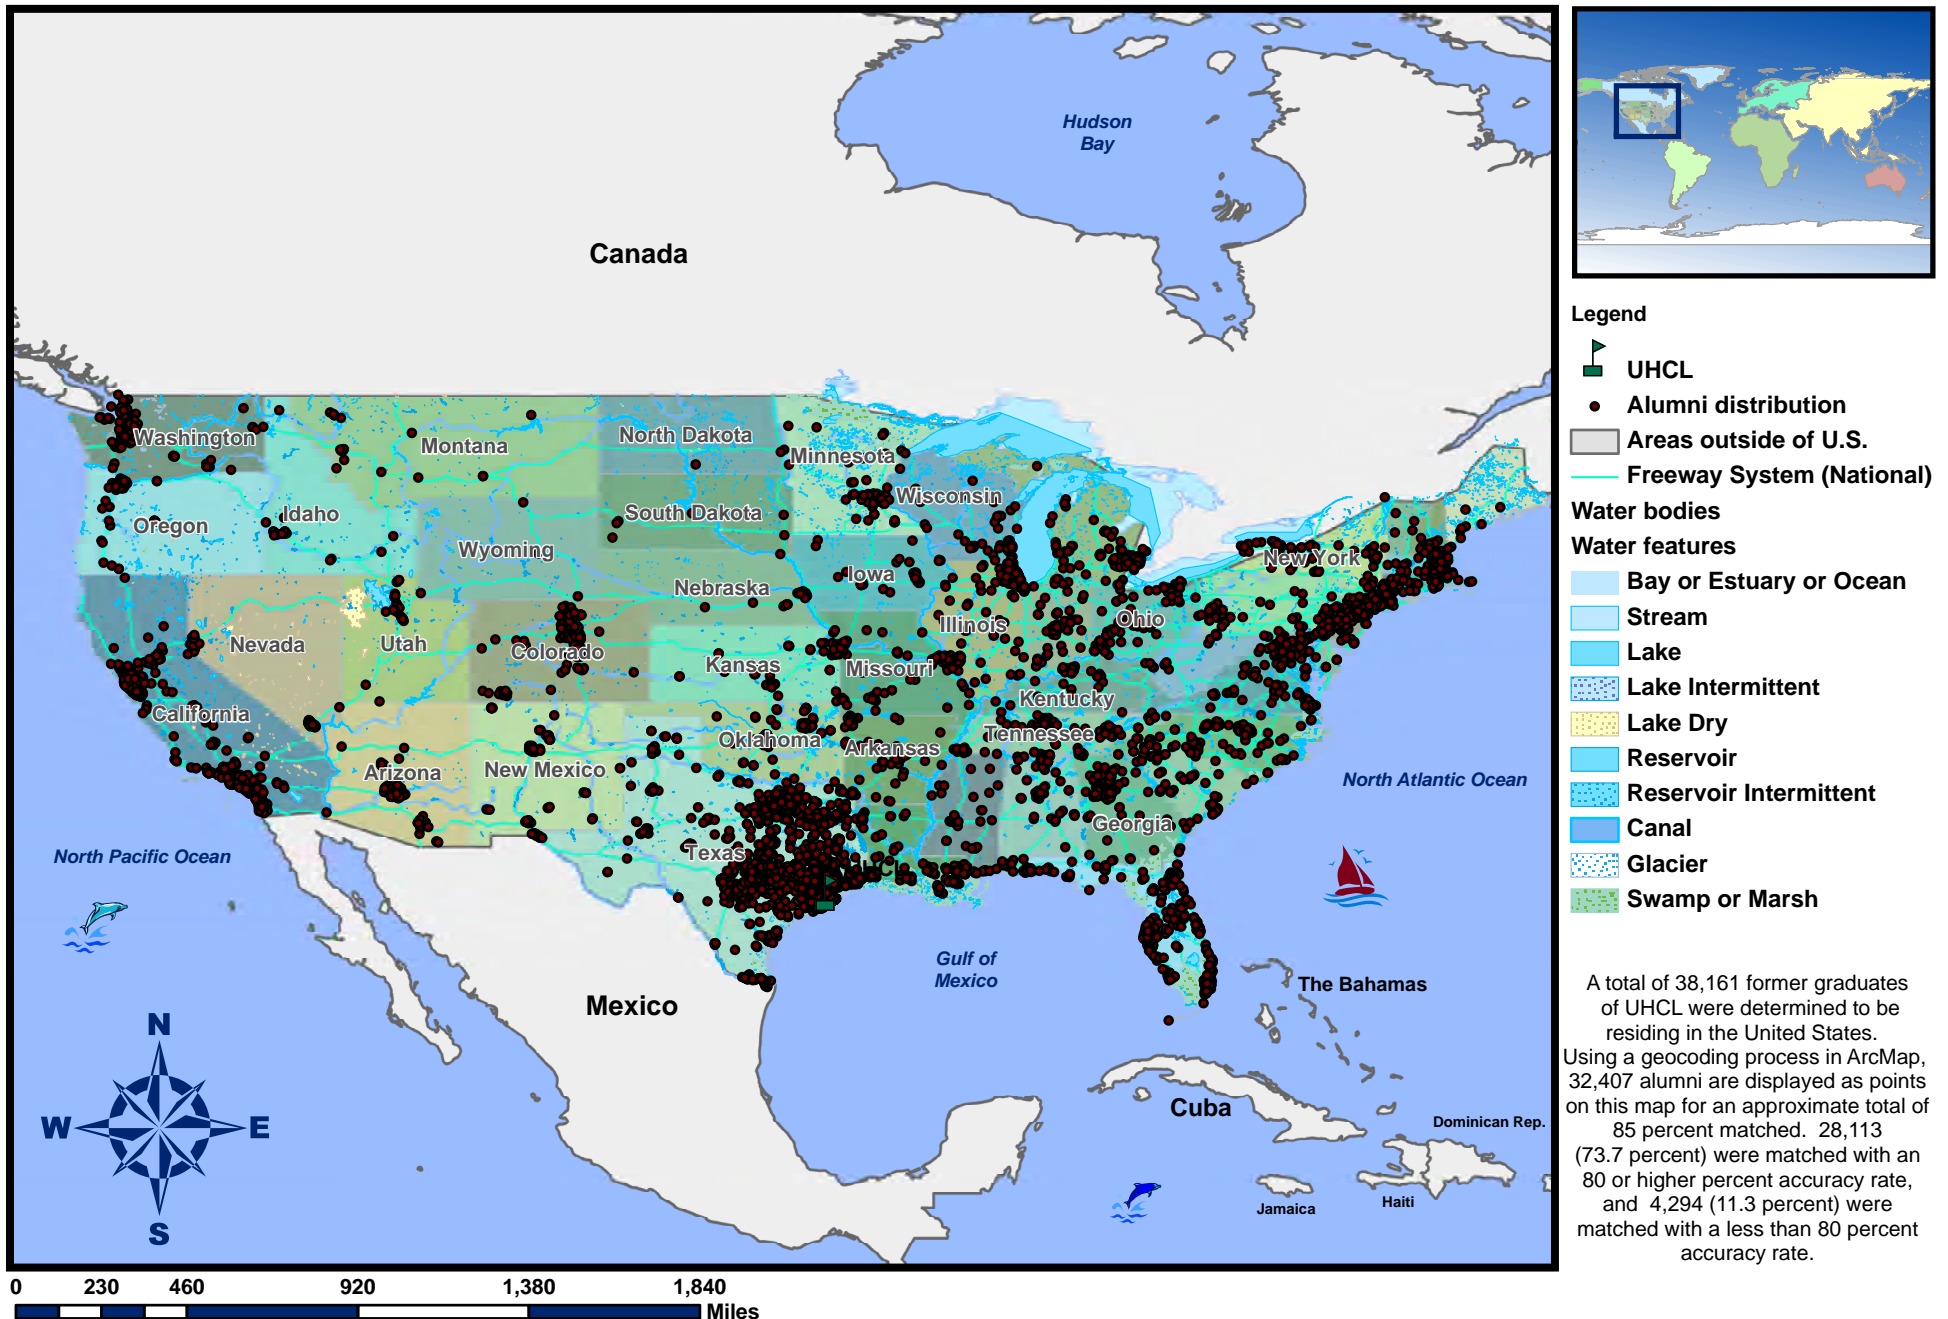 Hudson
Bay
Canada
Washington
Montana
North Dakota
Minnesota
Oregon
Idaho
Wisconsin
South Dakota
Wyoming
New York
Iowa
Nebraska
Nevada
Utah
Colorado
Illinois
Ohio
Kansas
Missouri
California
Kentucky
Oklahoma
Tennessee
Arkansas
Arizona
New Mexico
North Atlantic Ocean
Georgia
North Pacific Ocean
Texas
Gulf of
Mexico
The Bahamas
Mexico
N
W
E
S
Cuba
Dominican Rep.
Jamaica
Haiti
0
230
460
920
1,380
1,840
Miles
Legend
UHCL
Alumni distribution
Areas outside of U.S.
Freeway System (National)
Water bodies
Water features
Bay or Estuary or Ocean
Stream
Lake
Lake Intermittent
Lake Dry
Reservoir
Reservoir Intermittent
Canal
Glacier
Swamp or Marsh
A total of 38,161 former graduates
of UHCL were determined to be
residing in the United States.
Using a geocoding process in ArcMap,
32,407 alumni are displayed as points
on this map for an approximate total of
85 percent matched.  28,113
(73.7 percent) were matched with an
80 or higher percent accuracy rate,
and  4,294 (11.3 percent) were
matched with a less than 80 percent
accuracy rate.